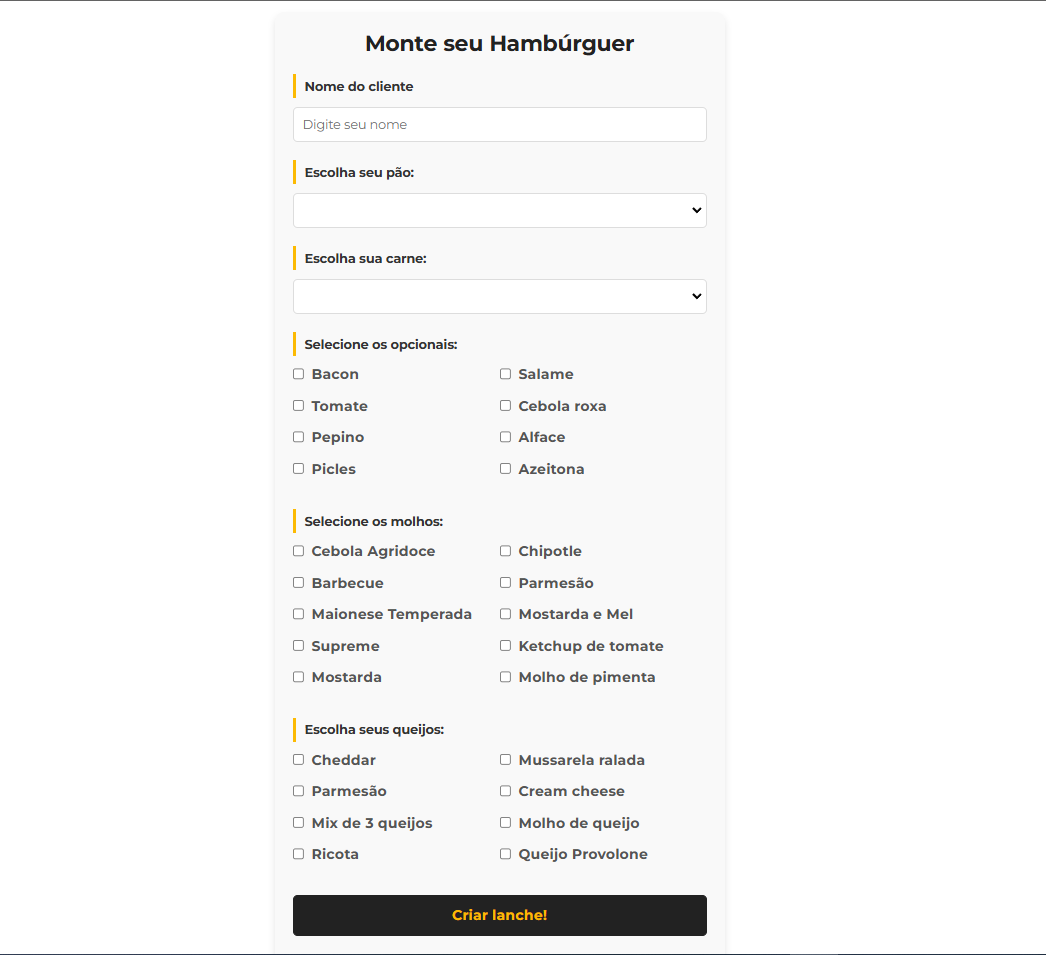 Monte seu Hambúrguer
Nome do cliente
Digite seu nome
Escolha seu pão:
Escolha sua carne:
Selecione os opcionais:
Bacon Salame
Tomate Cebola roxa
Pepino Alface
Picles Azeitona
Selecione os molhos:
Cebola Agridoce Chipotle
Barbecue Parmesão
Maionese Temperada Mostarda e Mel
Supreme Ketchup de tomate
Mostarda Molho de pimenta
Escolha seus queijos:
Cheddar Mussarela ralada
Parmesão Cream cheese
Mix de 3 queijos Molho de queijo
Ricota Queijo Provolone
Criar lanche!